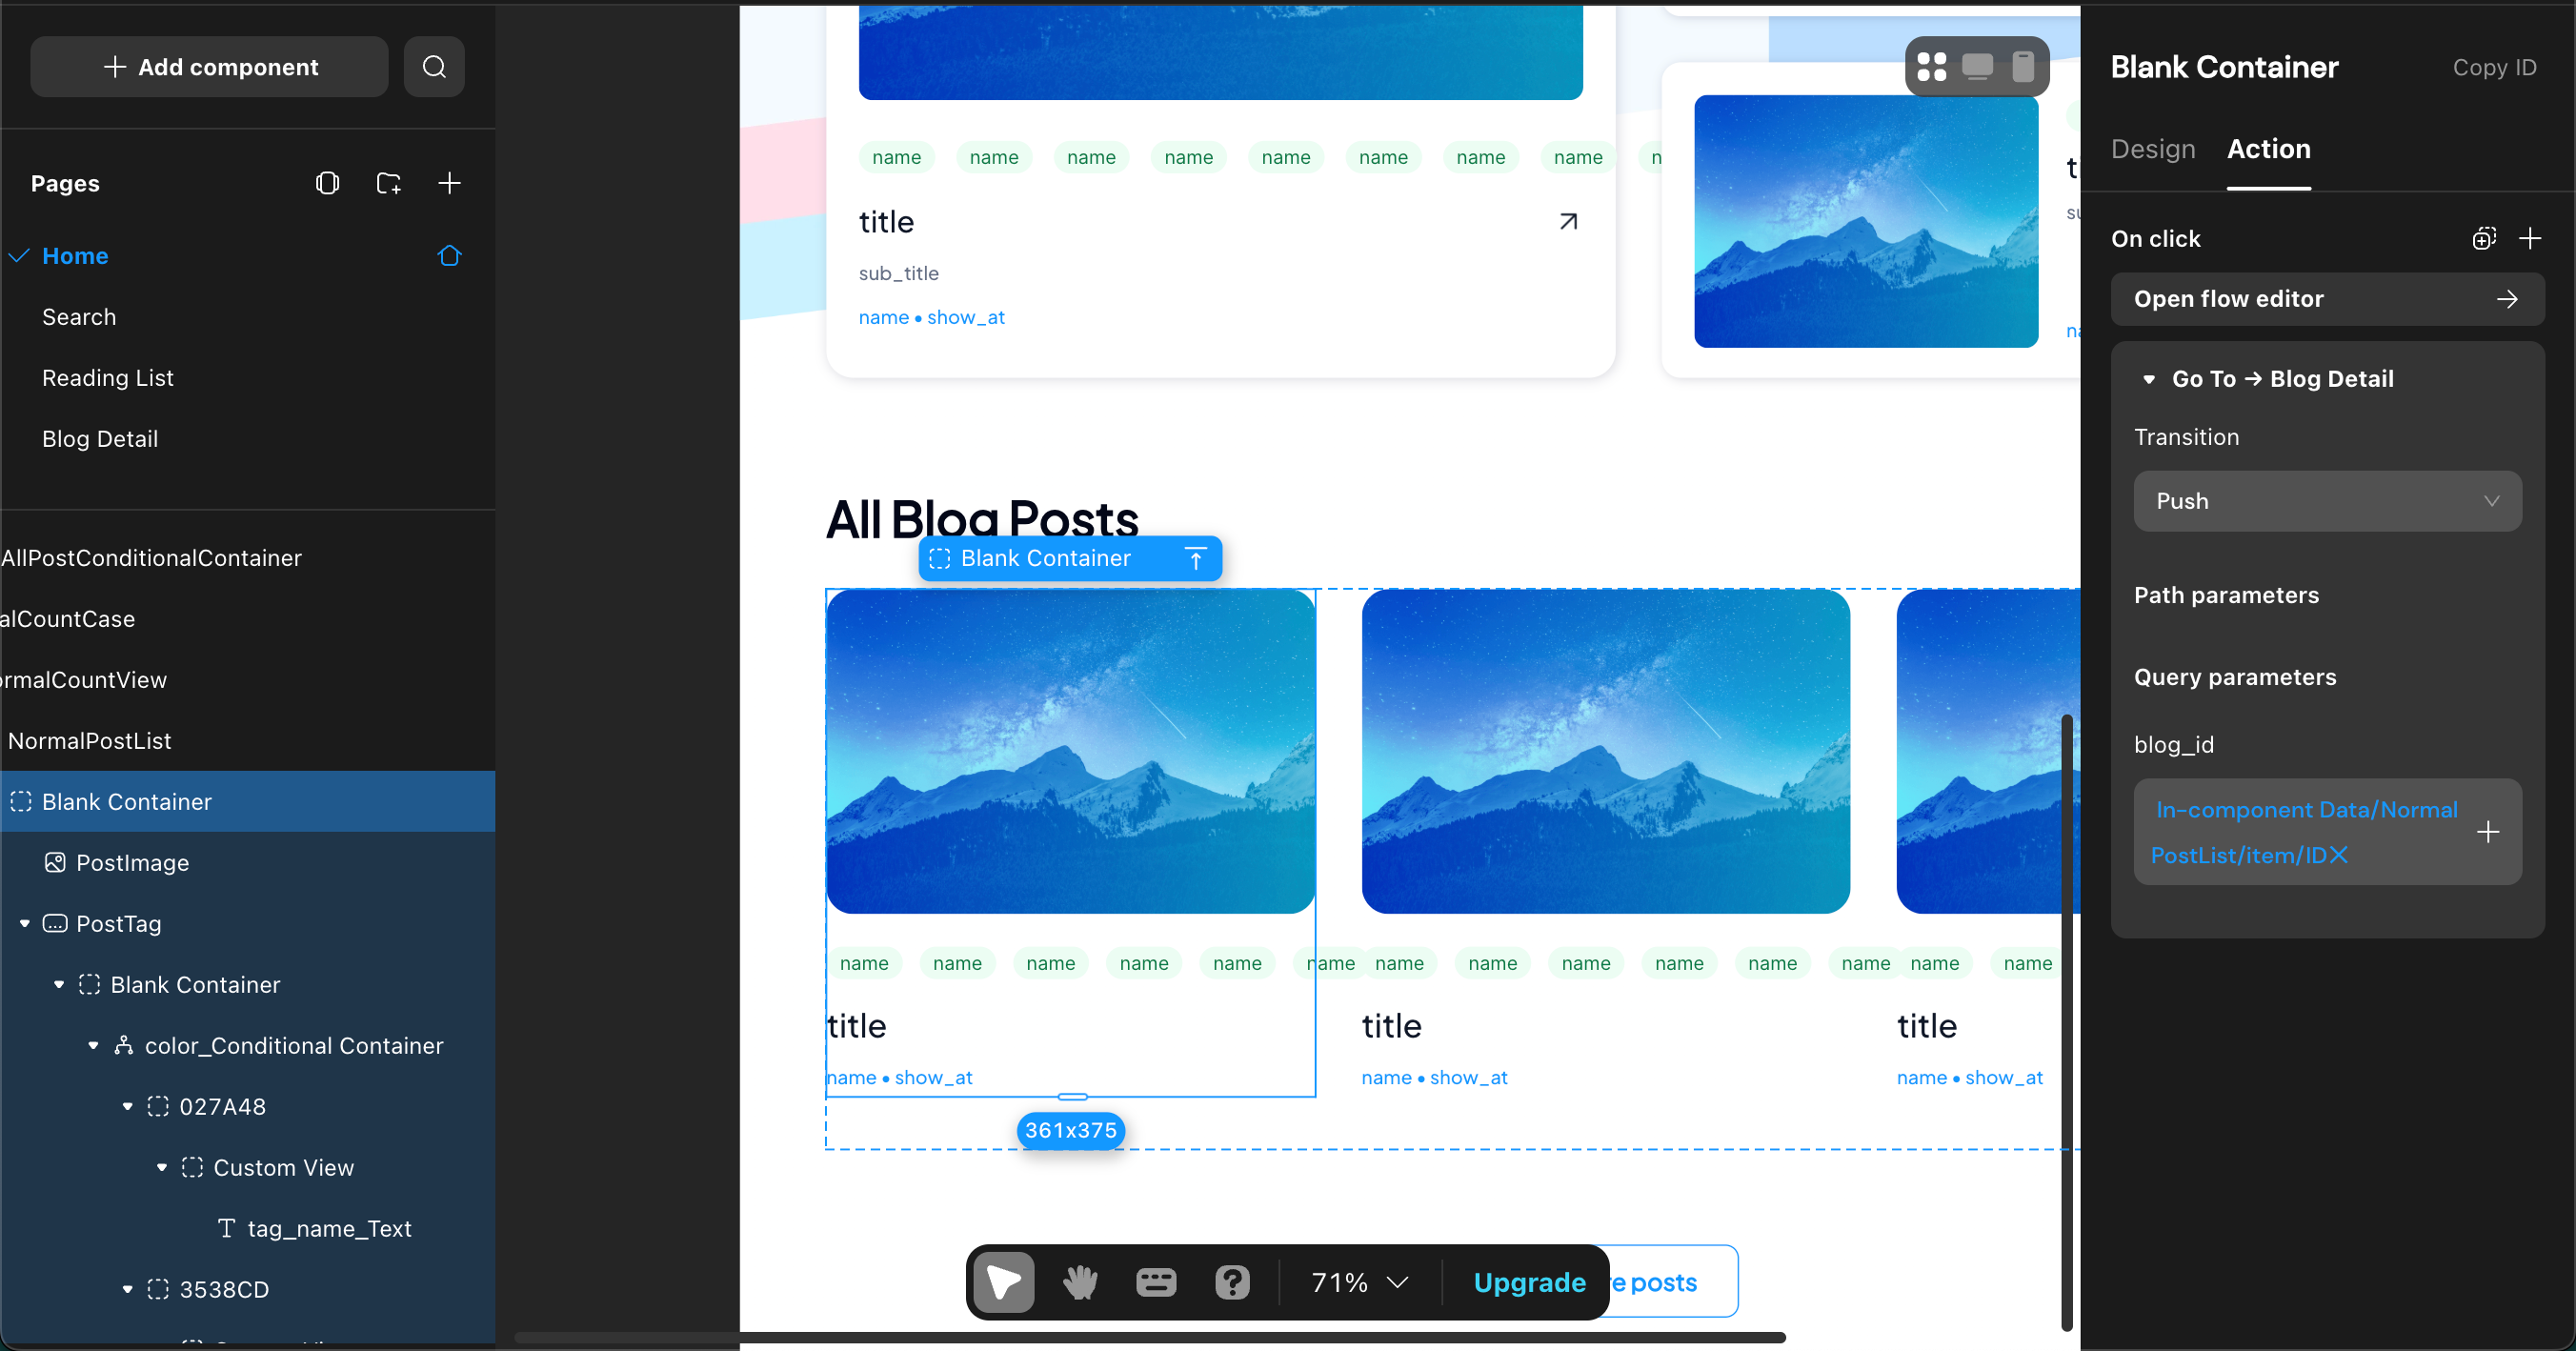 Add component
Pages
Home
Search
Reading List
Blog Detail
AllPostConditionalContainer
alCountCase
ormalCountView
NormalPostList
Blank Container
PostImage
PostTag
Blank Container
color_Conditional Container
027A48
Custom View
tag_name_Text
3538CD
name name name name name name name name n
title
sub_title
name • show_at
All Blog Posts
Blank Container
name name name name name name name name name name name name name name
title title title
name • show_at name • show_at name • show_at
361x375
71% Upgrade
e posts
Blank Container Copy ID
Design Action
On click
Open flow editor
Go To → Blog Detail
Transition
Push
Path parameters
Query parameters
blog_id
In-component Data/Normal
PostList/item/ID